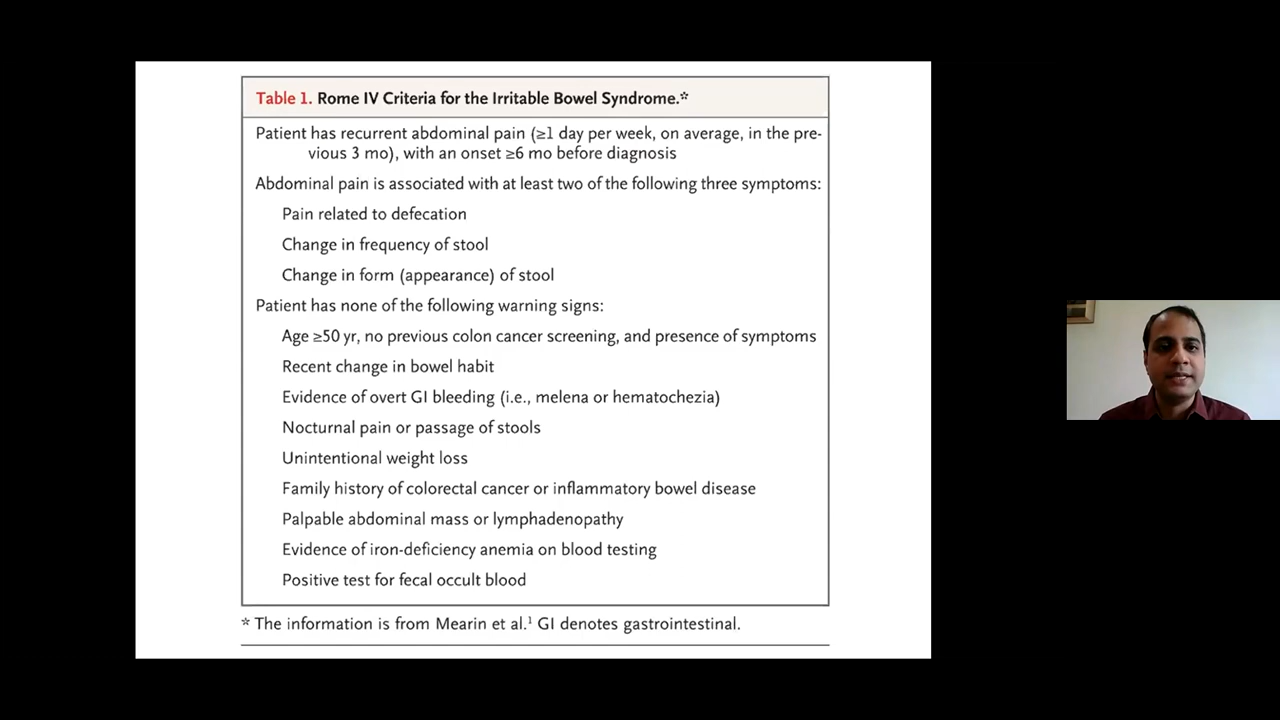 Table 1. Rome IV Criteria for the Irritable Bowel Syndrome.*
Patient has recurrent abdominal pain (≥1 day per week, on average, in the pre-
vious 3 mo), with an onset ≥6 mo before diagnosis
Abdominal pain is associated with at least two of the following three symptoms:
Pain related to defecation
Change in frequency of stool
Change in form (appearance) of stool
Patient has none of the following warning signs:
Age ≥50 yr, no previous colon cancer screening, and presence of symptoms
Recent change in bowel habit
Evidence of overt GI bleeding (i.e., melena or hematochezia)
Nocturnal pain or passage of stools
Unintentional weight loss
Family history of colorectal cancer or inflammatory bowel disease
Palpable abdominal mass or lymphadenopathy
Evidence of iron-deficiency anemia on blood testing
Positive test for fecal occult blood
* The information is from Mearin et al.¹ GI denotes gastrointestinal.